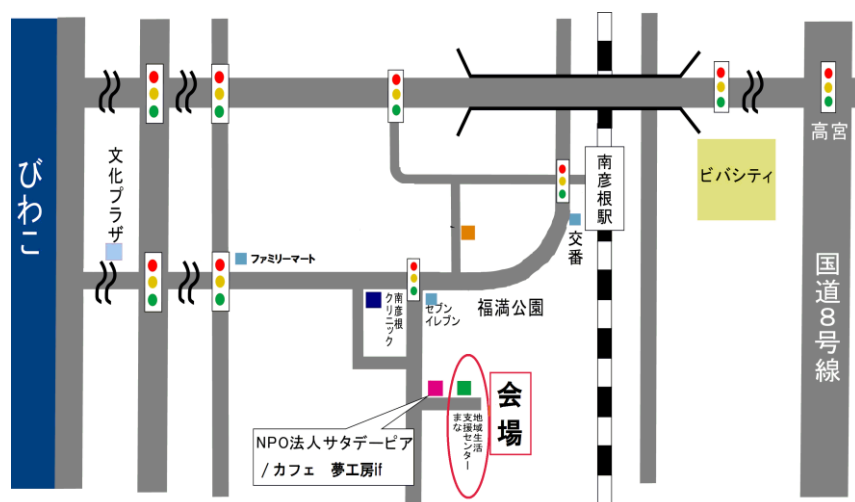 高宮
びわこ
文化プラザ
南彦根駅
ビバシティ
交番
ファミリーマート
国道8号線
南彦根
クリニック
セブン
イレブン
福満公園
会場
地域生活
支援センター
まな
NPO法人サタデーピア
/ カフェ 夢工房if